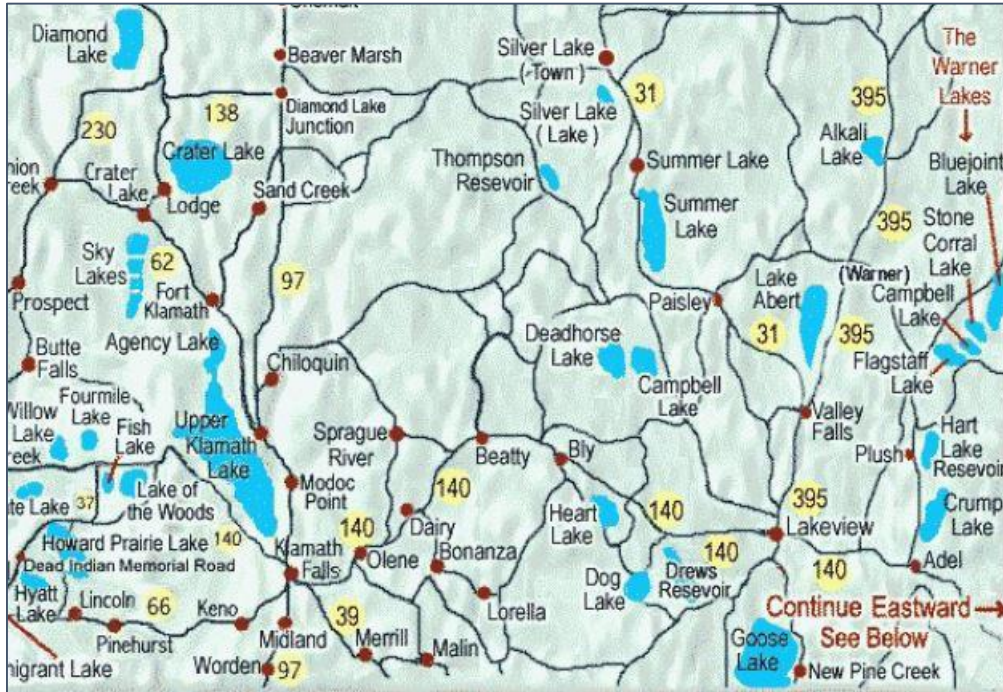 Diamond
Lake
Beaver Marsh
Silver Lake
(Town)
The
Warner
Lakes
230
138
Diamond Lake
Junction
Silver Lake
(Lake)
31
395
Alkali
Lake
Bluejoint
Lake
Crater Lake
Thompson
Resevoir
Summer Lake
Creek
Crater
Lake
Lodge
Sand Creek
Summer
Lake
395
Stone
Corral
Lake
Sky
Lakes
62
97
Prospect
Fort
Klamath
Paisley
Lake
Abert
(Warner)
Campbell
Lake
Agency Lake
Deadhorse
Lake
31
395
Flagstaff
Lake
Butte
Falls
Chiloquin
Campbell
Lake
Fourmile
Lake
Willow
Lake
Fish
Lake
Upper
Klamath
Lake
Sprague
River
Beatty
Bly
Valley
Falls
Plush
Hart
Lake
Resevoir
Modoc
Point
140
Lake
37
Lake of
the Woods
140
Dairy
Heart
Lake
140
395
Lakeview
Crump
Lake
Howard Prairie Lake
140
Klamath
Falls
Olene
Bonanza
140
140
Adel
Dead Indian Memorial Road
Hyatt
Lake
Lincoln
66
Keno
Lorella
Dog
Lake
Drews
Resevoir
Continue Eastward
See Below
Pinehurst
Midland
39
Merrill
Malin
Goose
Lake
Lake
Worden
97
New Pine Creek